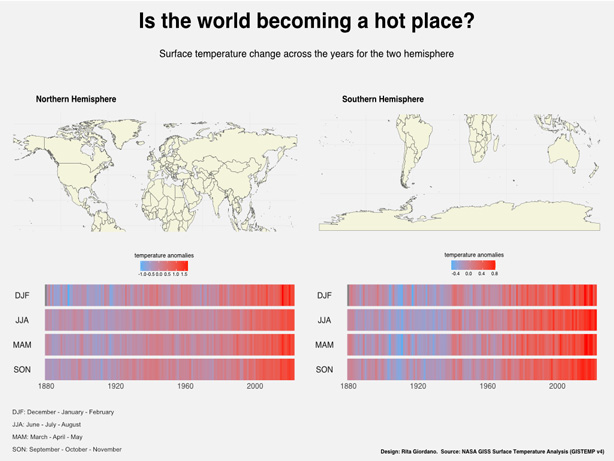 Is the world becoming a hot place?
Surface temperature change across the years for the two hemisphere
Northern Hemisphere
Southern Hemisphere
temperature anomalies
-1.0-0.5 0.0 0.5 1.0 1.5
temperature anomalies
-0.4 0.0 0.4 0.8
DJF
JJA
MAM
SON
1880 1920 1960 2000
DJF
JJA
MAM
SON
1880 1920 1960 2000
DJF: December - January - February
JJA: June - July - August
MAM: March - April - May
SON: September - October - November
Design: Rita Giordano. Source: NASA GISS Surface Temperature Analysis (GISTEMP v4)